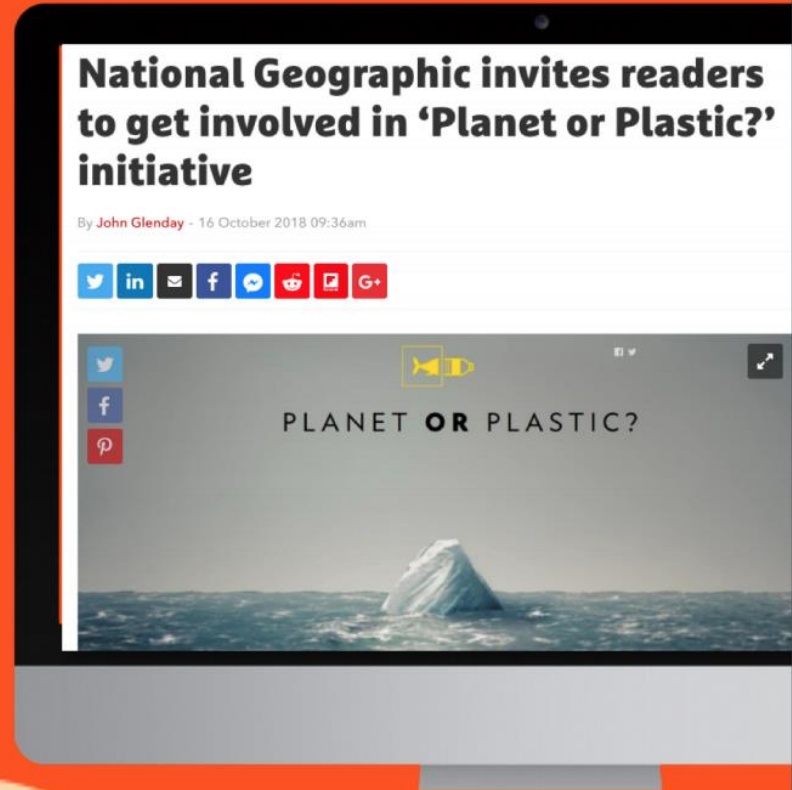 National Geographic invites readers
to get involved in ‘Planet or Plastic?’
initiative
By John Glenday - 16 October 2018 09:36am
in
f
G+
f
PLANET OR PLASTIC?